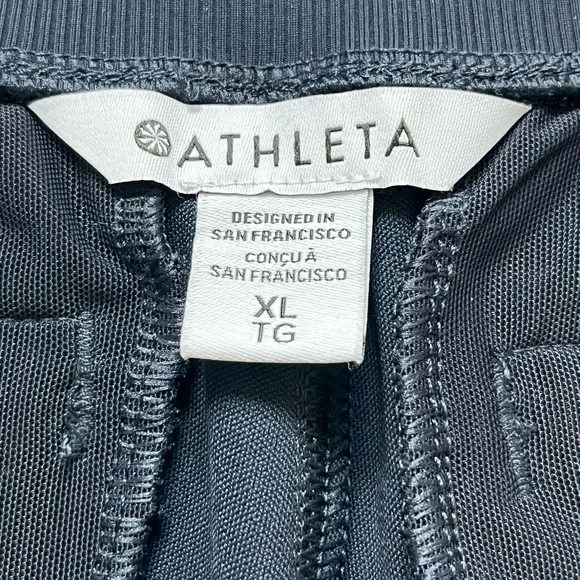 ATHLETA
DESIGNED IN
SAN FRANCISCO
CONÇU À
SAN FRANCISCO
XL
TG